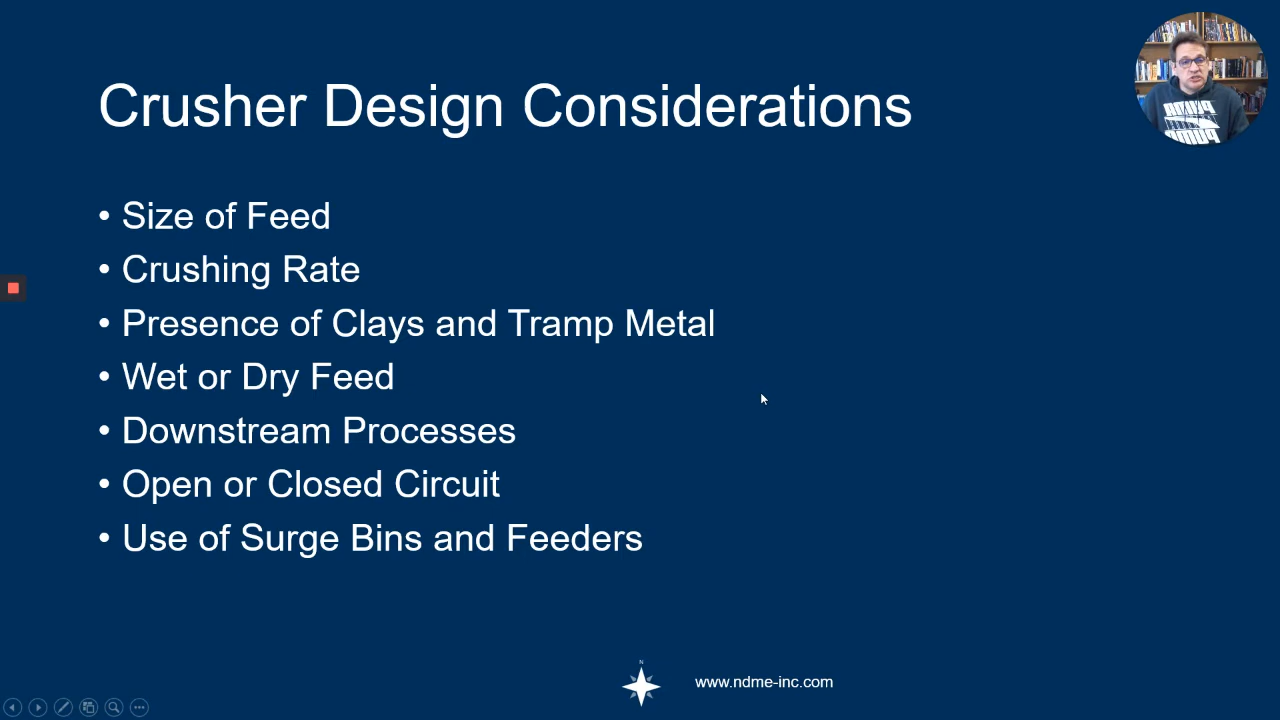 Crusher Design Considerations
• Size of Feed
• Crushing Rate
• Presence of Clays and Tramp Metal
• Wet or Dry Feed
• Downstream Processes
• Open or Closed Circuit
• Use of Surge Bins and Feeders
N
www.ndme-inc.com